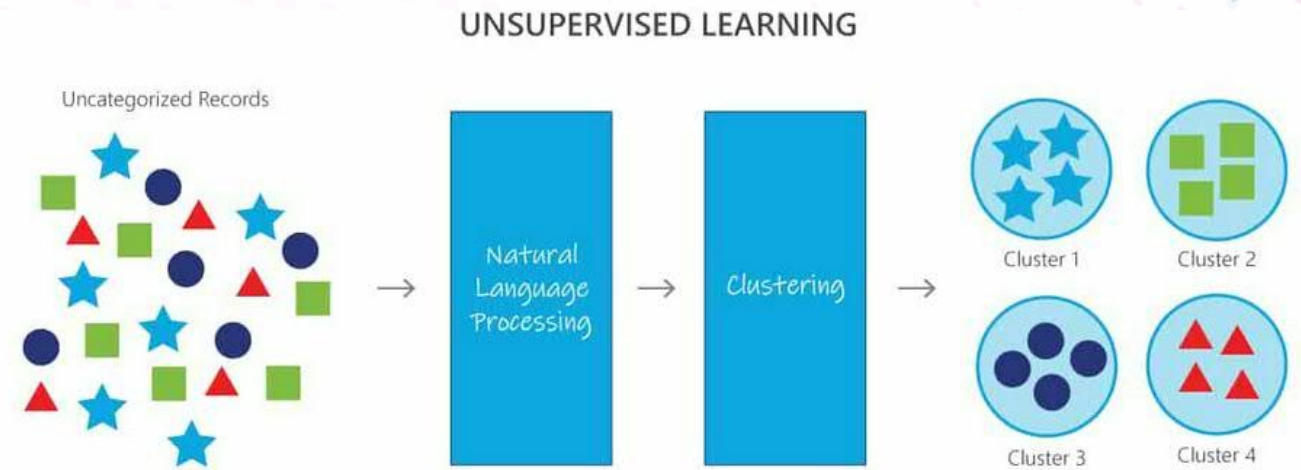 UNSUPERVISED LEARNING
Uncategorized Records
Natural
Language
Processing
Clustering
Cluster 1
Cluster 2
Cluster 3
Cluster 4